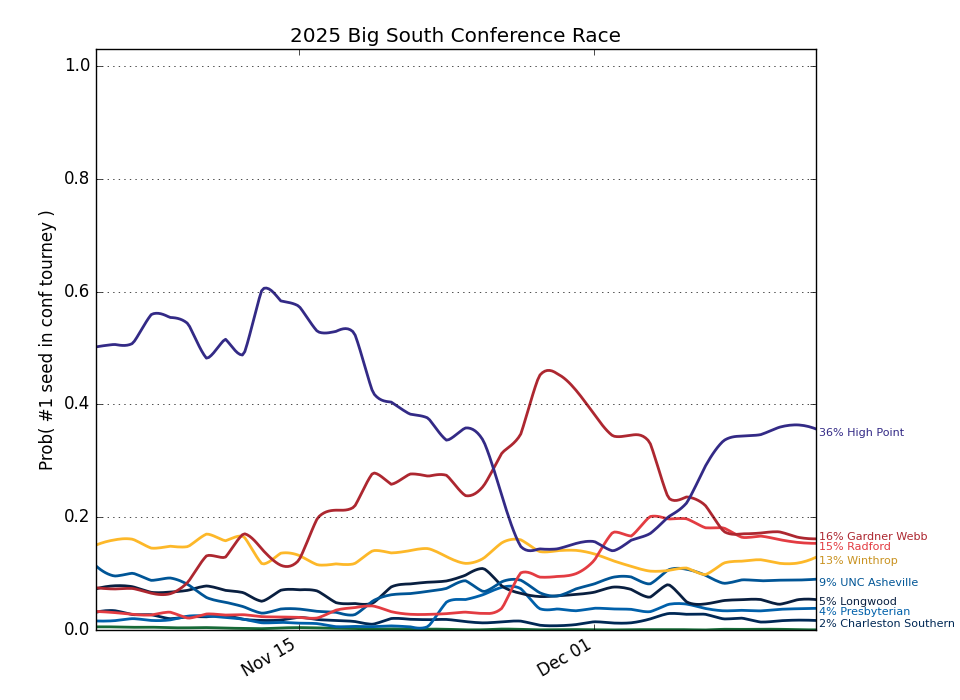 2025 Big South Conference Race
Prob( #1 seed in conf tourney )
1.0
0.8
0.6
0.4
0.2
0.0
Nov 15
Dec 01
36% High Point
16% Gardner Webb
15% Radford
13% Winthrop
9% UNC Asheville
5% Longwood
4% Presbyterian
2% Charleston Southern